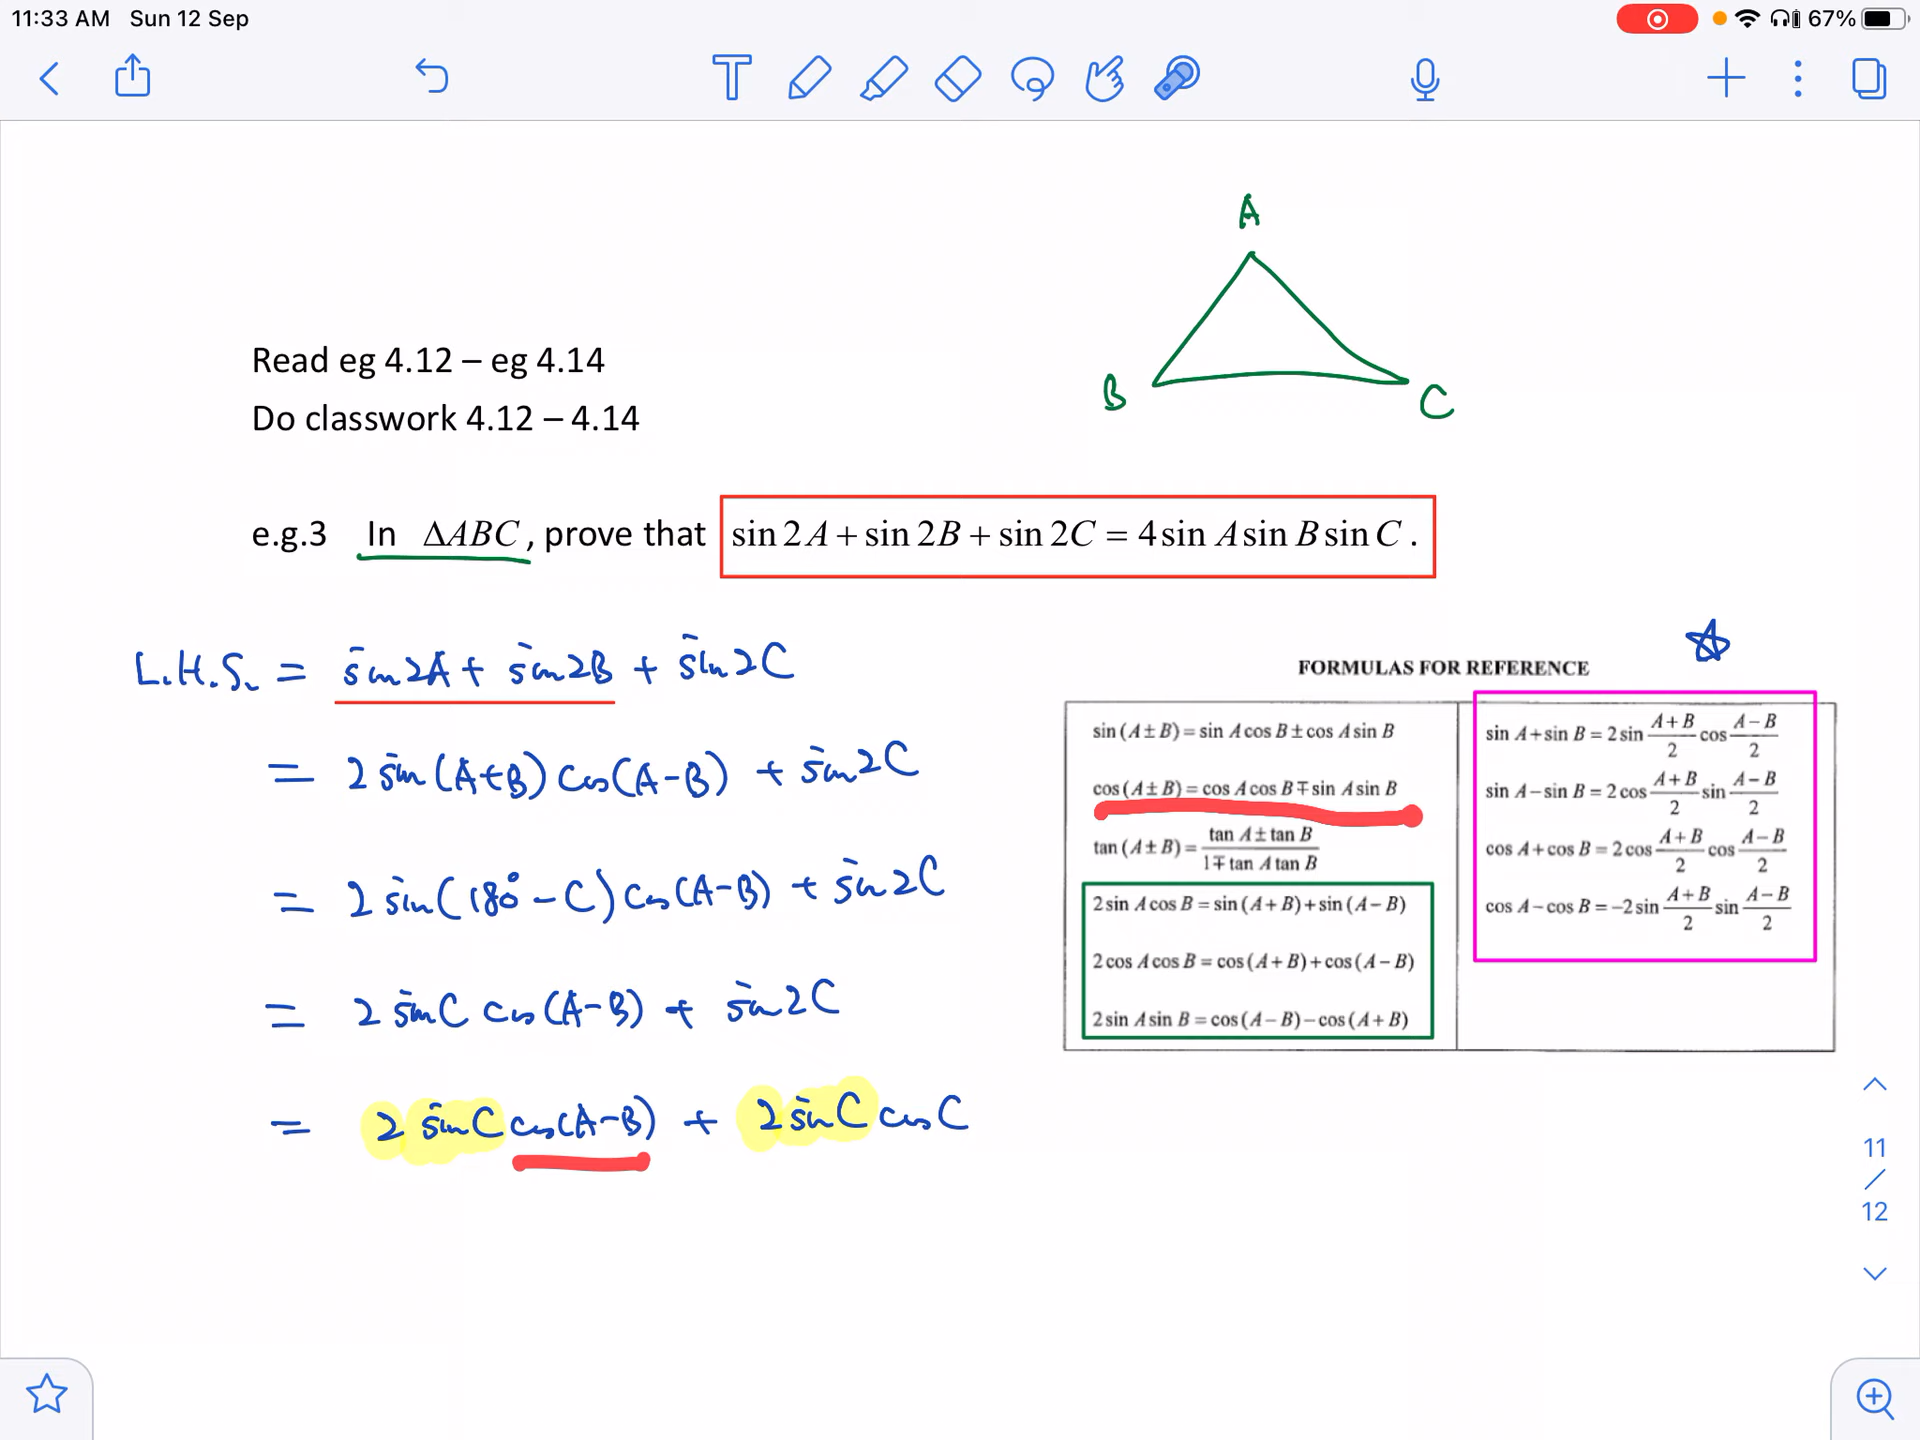 11:33 AM Sun 12 Sep
67%
A
B
C
Read eg 4.12 – eg 4.14
Do classwork 4.12 – 4.14
e.g.3 In ΔABC, prove that sin 2A + sin 2B + sin 2C = 4 sin A sin B sin C .
L.H.S. = sin2A + sin2B + sin2C
= 2 sin(A+B) cos(A-B) + sin2C
= 2 sin(180° - C) cos(A-B) + sin2C
= 2 sinC cos(A-B) + sin2C
= 2 sinC cos(A-B) + 2 sinC cosC
FORMULAS FOR REFERENCE
sin (A ± B) = sin A cos B ± cos A sin B
cos (A ± B) = cos A cos B ∓ sin A sin B
tan (A ± B) = (tan A ± tan B) / (1 ∓ tan A tan B)
2 sin A cos B = sin (A + B) + sin (A − B)
2 cos A cos B = cos (A + B) + cos (A − B)
2 sin A sin B = cos (A − B) − cos (A + B)
sin A + sin B = 2 sin (A + B)/2 cos (A − B)/2
sin A − sin B = 2 cos (A + B)/2 sin (A − B)/2
cos A + cos B = 2 cos (A + B)/2 cos (A − B)/2
cos A − cos B = −2 sin (A + B)/2 sin (A − B)/2
11
/
12